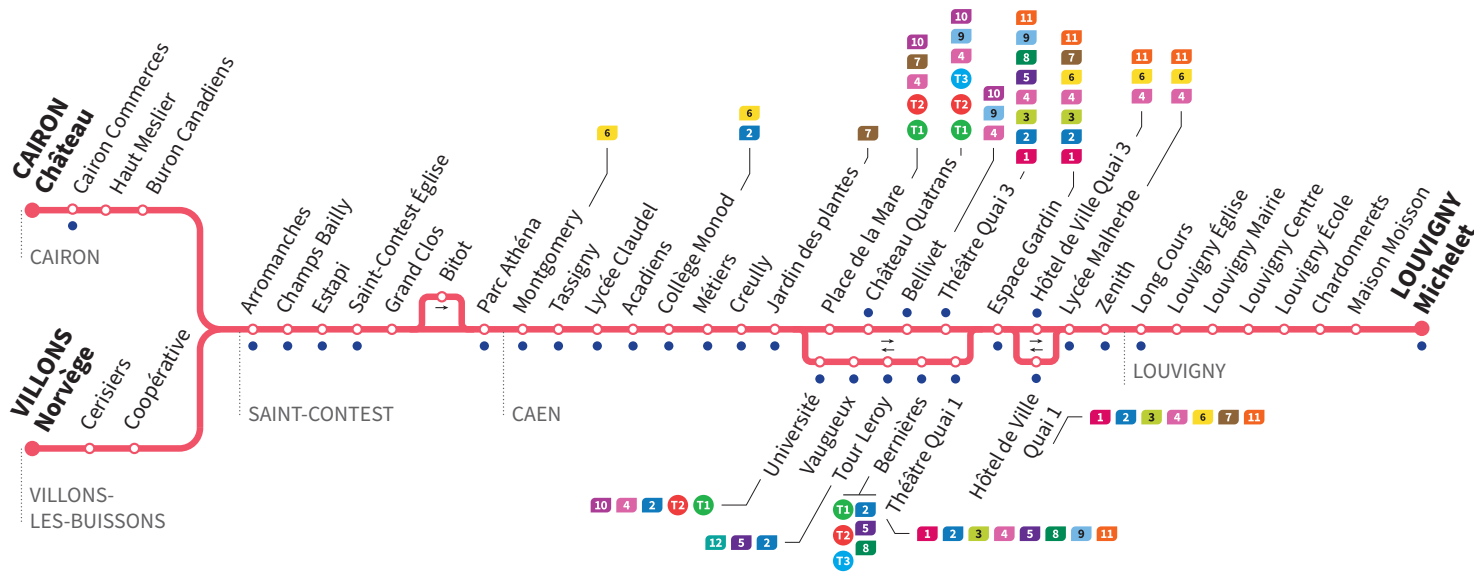 CAIRON
Château
Cairon Commerces
Haut Meslier
Buron Canadiens
CAIRON
VILLONS
Norvège
Cerisiers
Coopérative
VILLONS-
LES-BUISSONS
Arromanches
Champs Bailly
Estapi
Saint-Contest Église
Grand Clos
Bitot
SAINT-CONTEST
Parc Athéna
Montgomery
6
Tassigny
Lycée Claudel
Acadiens
Collège Monod
6
2
Métiers
Creully
Jardin des plantes
7
CAEN
Place de la Mare
10
7
4
T2
T1
Château Quatrans
10
9
4
T3
T2
T1
Bellivet
10
9
4
Théâtre Quai 3
11
9
8
5
4
3
2
1
Espace Gardin
11
7
6
4
3
2
1
Hôtel de Ville Quai 3
11
6
4
Lycée Malherbe
11
6
4
Zenith
Long Cours
Louvigny Église
Louvigny Mairie
Louvigny Centre
Louvigny École
Chardonnerets
Maison Moisson
LOUVIGNY
Michelet
LOUVIGNY
Université
10 4 2 T2 T1
Vaugueux
Tour Leroy
12 5 2
Bernières
T1 2
T2 5
T3 8
Théâtre Quai 1
1 2 3 4 5 8 9 11
Hôtel de Ville
Quai 1
1 2 3 4 6 7 11